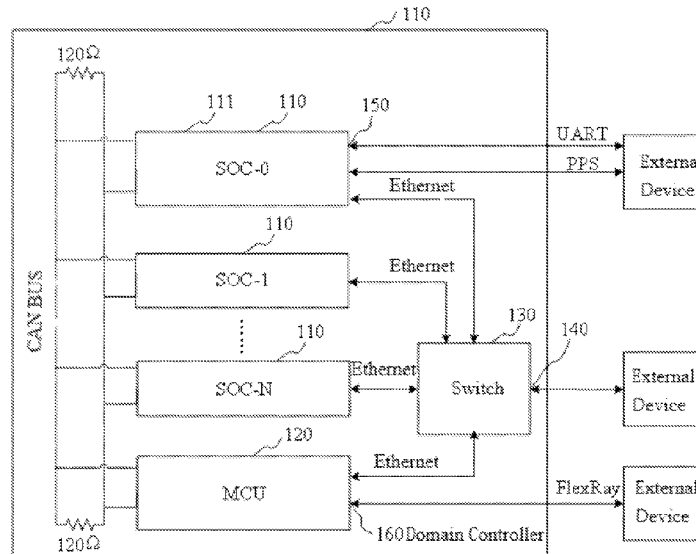 110
120Ω
111
110
150
SOC-0
UART
PPS
External
Device
Ethernet
110
SOC-1
Ethernet
CAN BUS
110
130
140
SOC-N
Ethernet
Switch
External
Device
120
Ethernet
MCU
FlexRay
External
Device
160 Domain Controller
120Ω